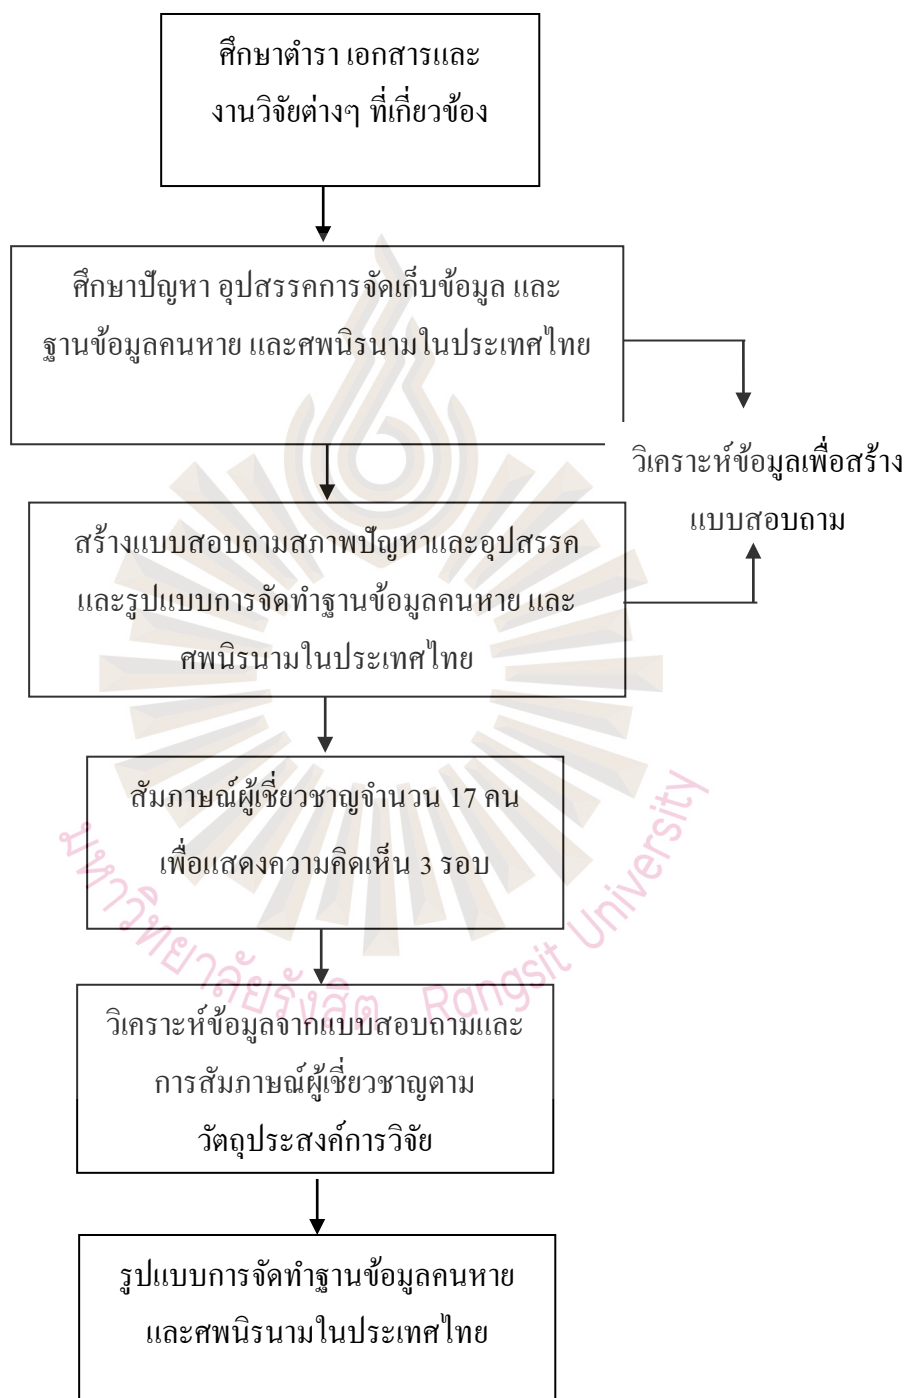 ศึกษาตำรา เอกสารและ
งานวิจัยต่างๆ ที่เกี่ยวข้อง
ศึกษาปัญหา อุปสรรคการจัดเก็บข้อมูล และ
ฐานข้อมูลคนหาย และศพนิรนามในประเทศไทย
วิเคราะห์ข้อมูลเพื่อสร้าง
แบบสอบถาม
สร้างแบบสอบถามสภาพปัญหาและอุปสรรค
และรูปแบบการจัดทำฐานข้อมูลคนหาย และ
ศพนิรนามในประเทศไทย
สัมภาษณ์ผู้เชี่ยวชาญจำนวน 17 คน
เพื่อแสดงความคิดเห็น 3 รอบ
วิเคราะห์ข้อมูลจากแบบสอบถามและ
การสัมภาษณ์ผู้เชี่ยวชาญตาม
วัตถุประสงค์การวิจัย
รูปแบบการจัดทำฐานข้อมูลคนหาย
และศพนิรนามในประเทศไทย
มหาวิทยาลัยรังสิต Rangsit University